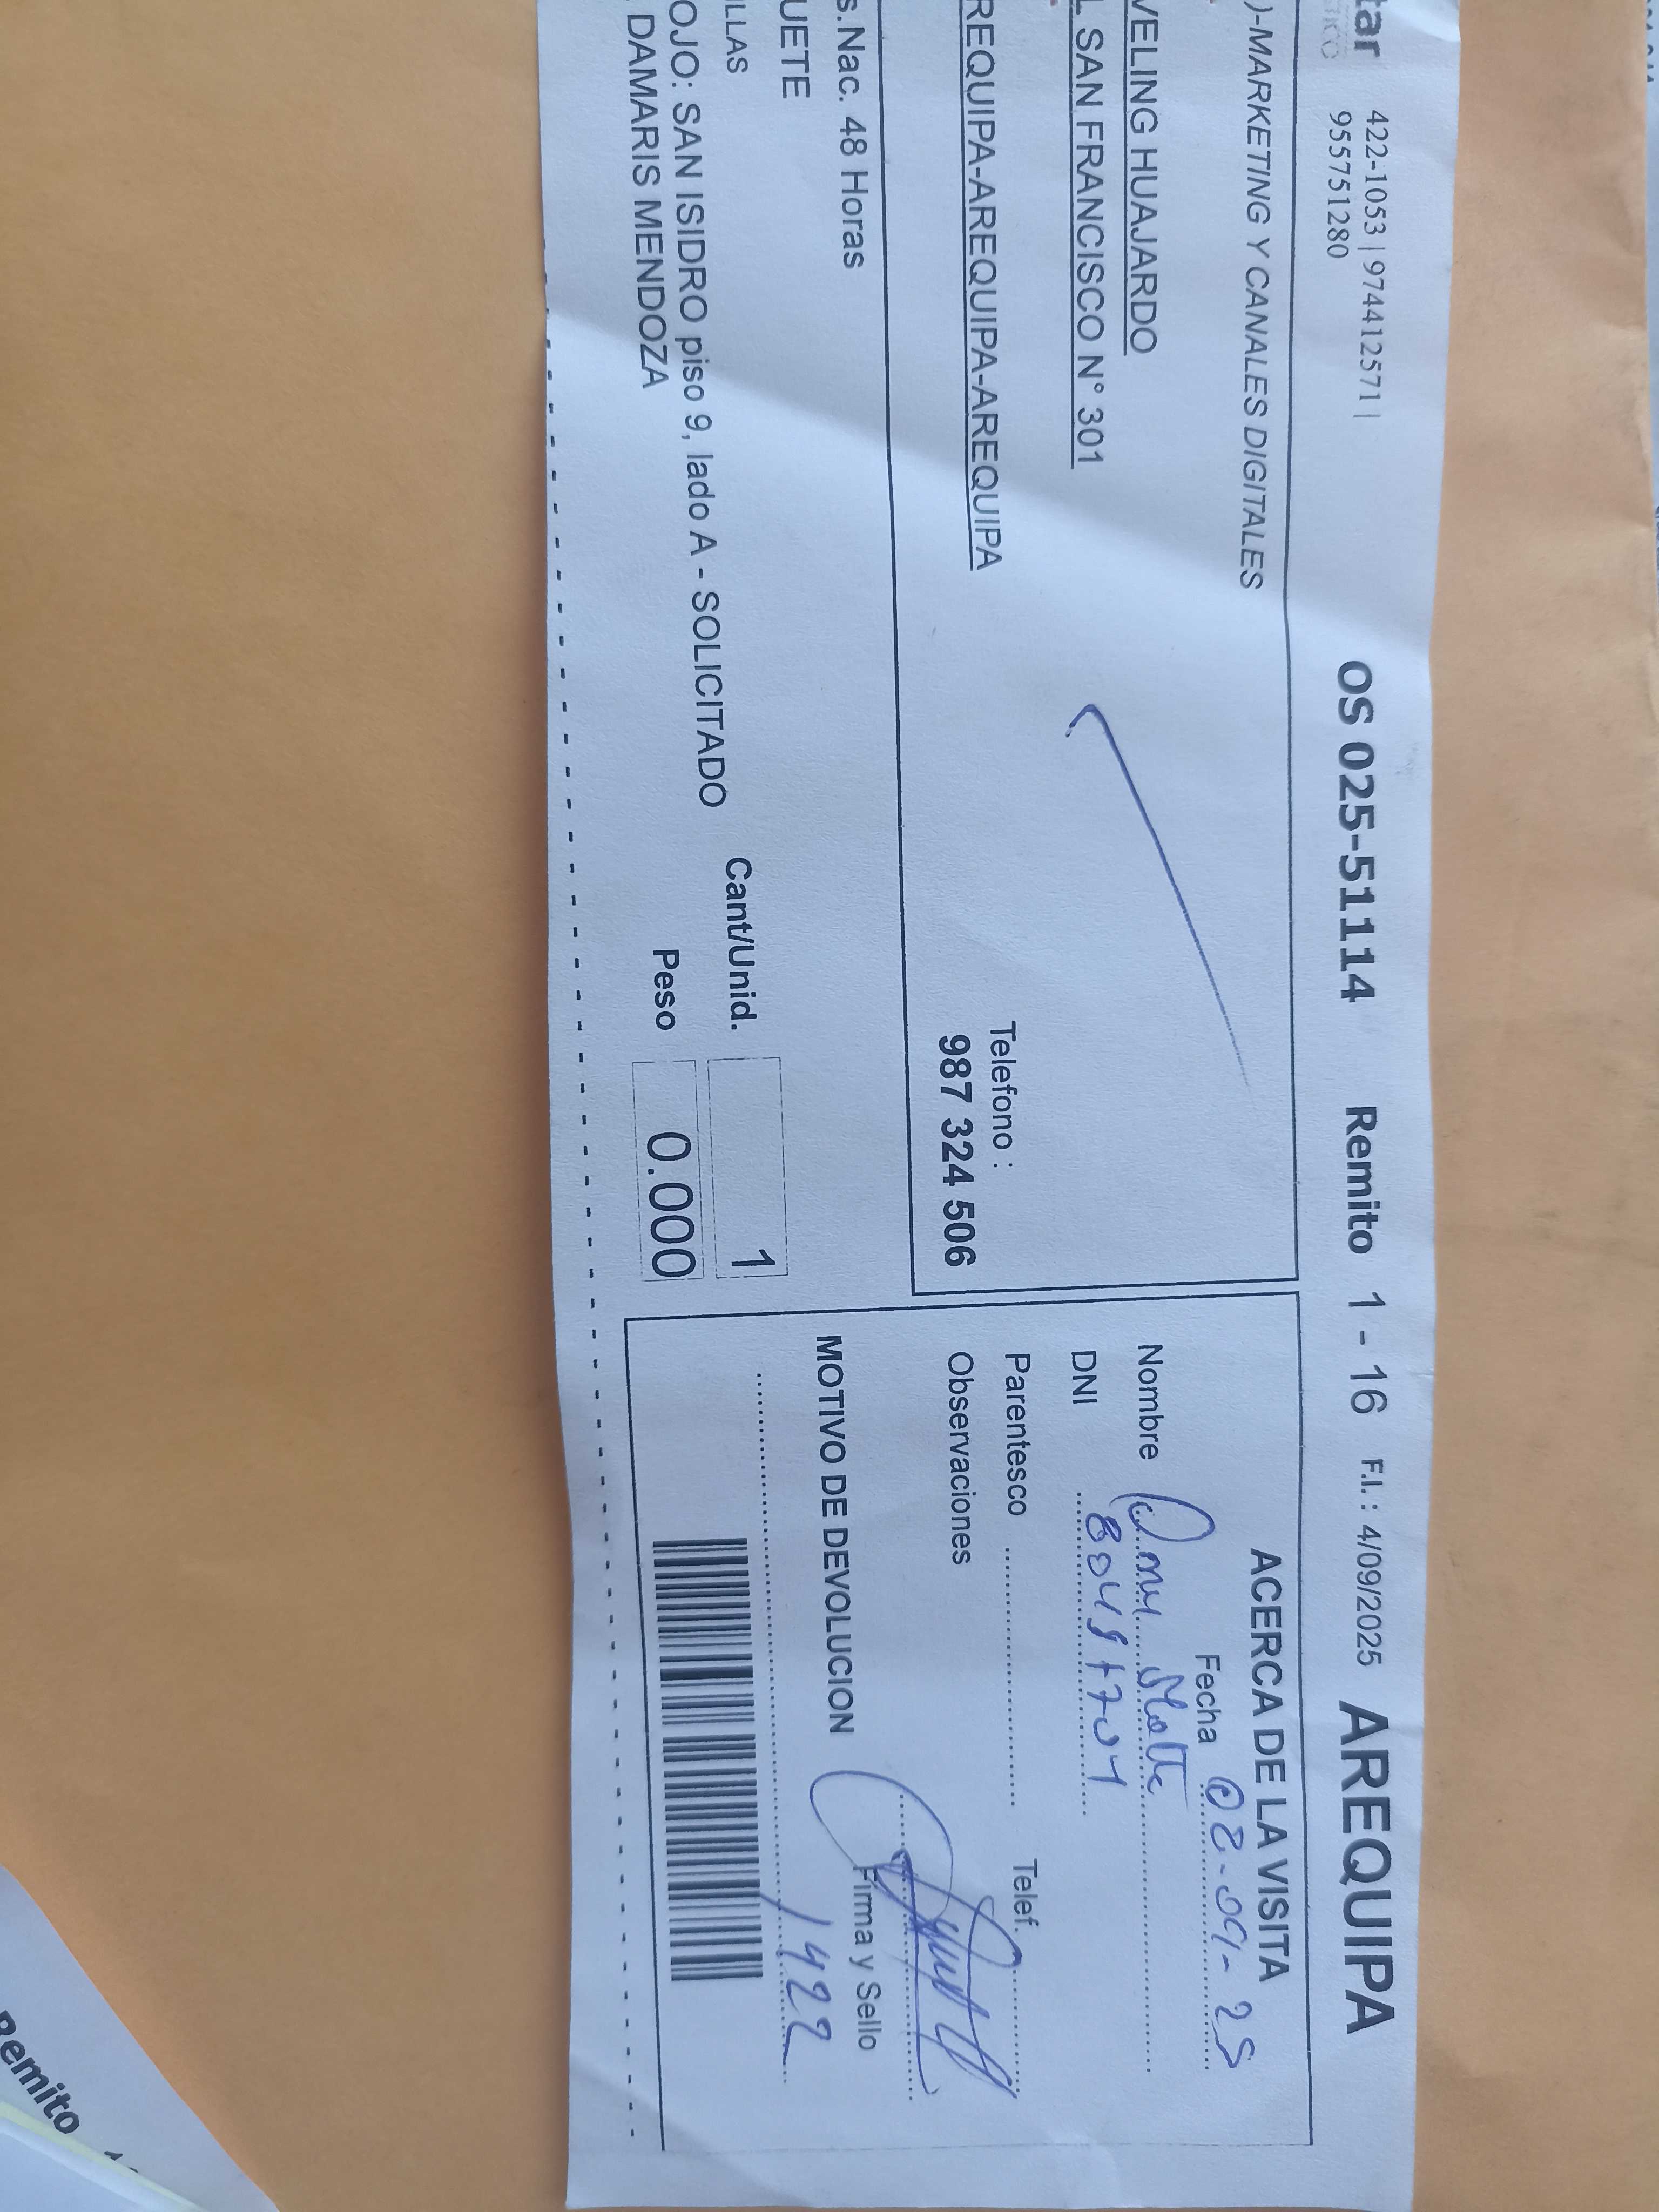 tar 422-1053 | 974412571 | OS 025-51114 Remito 1 - 16 F.I. : 4/09/2025 AREQUIPA
955751280
)-MARKETING Y CANALES DIGITALES
VELING HUAJARDO
L SAN FRANCISCO N° 301
REQUIPA-AREQUIPA-AREQUIPA
Telefono :
987 324 506
s.Nac. 48 Horas
UETE
ILLAS
Cant/Unid. 1
OJO: SAN ISIDRO piso 9, lado A - SOLICITADO
DAMARIS MENDOZA
Peso 0.000
ACERCA DE LA VISITA
Fecha 08-09-25
Nombre
DNI
Parentesco Telef.
Observaciones
Firma y Sello
MOTIVO DE DEVOLUCION
1422
Remito